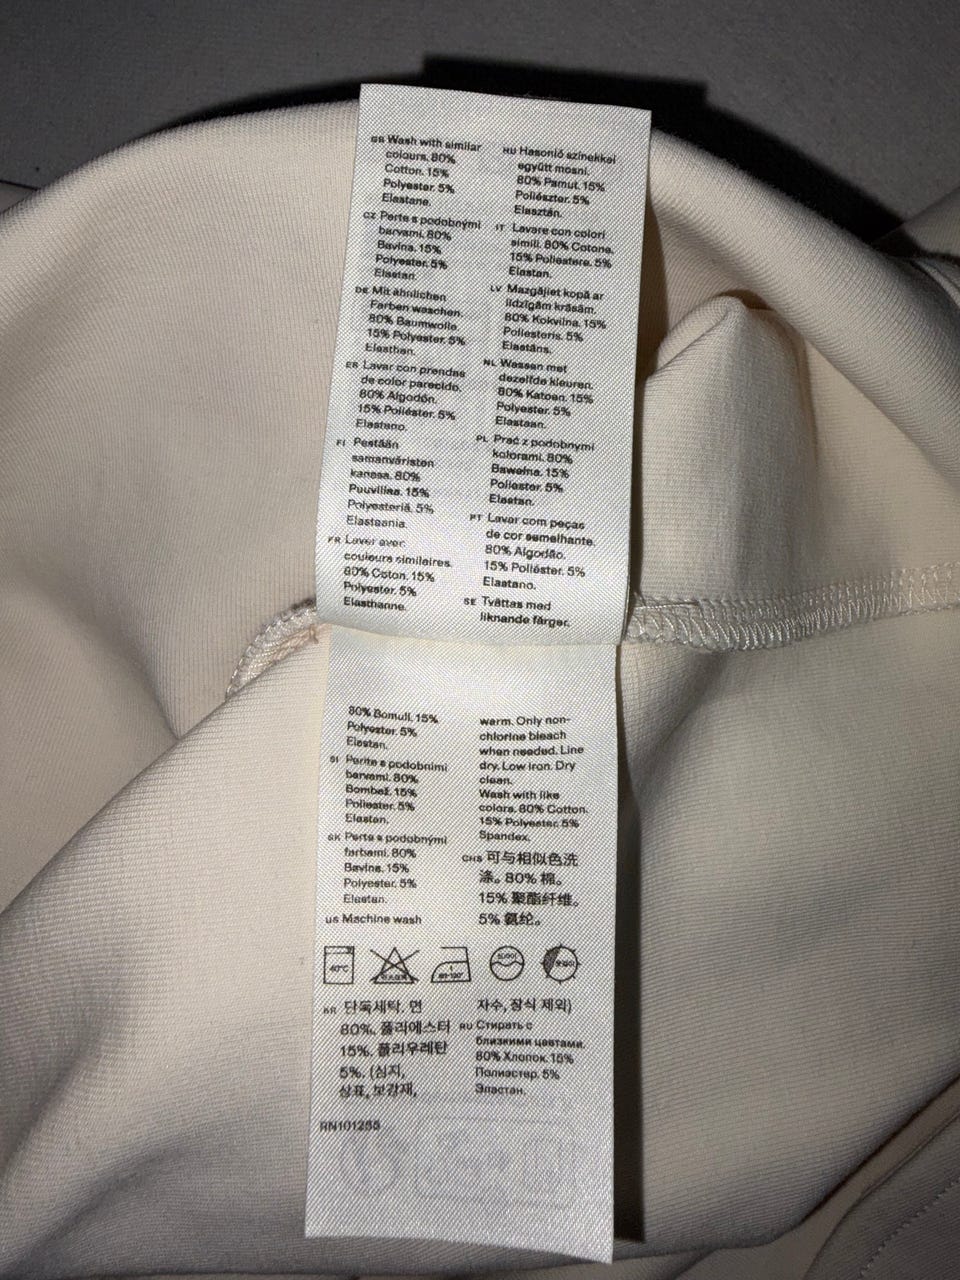 GB Wash with similar
colours. 80%
Cotton. 15%
Polyester. 5%
Elastane.
CZ Perte s podobnými
barvami. 80%
Bavlna. 15%
Polyester. 5%
Elastan.
DE Mit ähnlichen
Farben waschen.
80% Baumwolle.
15% Polyester. 5%
Elasthan.
ES Lavar con prendas
de color parecido.
80% Algodón.
15% Poliéster. 5%
Elastano.
FI Pestään
samanväristen
kanssa. 80%
Puuvillaa. 15%
Polyesteriä. 5%
Elastaania.
FR Laver avec
couleurs similaires.
80% Coton. 15%
Polyester. 5%
Elasthanne.
HU Hasonló színekkel
együtt mosni.
80% Pamut. 15%
Poliészter. 5%
Elasztán.
IT Lavare con colori
simili. 80% Cotone.
15% Poliestere. 5%
Elastan.
LV Mazgājiet kopā ar
līdzīgām krāsām.
80% Kokvilna. 15%
Poliesteris. 5%
Elastāns.
NL Wassen met
dezelfde kleuren.
80% Katoen. 15%
Polyester. 5%
Elastaan.
PL Prać z podobnymi
kolorami. 80%
Bawełna. 15%
Poliester. 5%
Elastan.
PT Lavar com peças
de cor semelhante.
80% Algodão.
15% Poliéster. 5%
Elastano.
SE Tvättas med
liknande färger.
80% Bomull. 15%
Polyester. 5%
Elastan.
SI Perite s podobnimi
barvami. 80%
Bombež. 15%
Poliester. 5%
Elastan.
SK Perte s podobnými
farbami. 80%
Bavlna. 15%
Polyester. 5%
Elastan.
US Machine wash
warm. Only non-
chlorine bleach
when needed. Line
dry. Low iron. Dry
clean.
Wash with like
colors. 80% Cotton.
15% Polyester. 5%
Spandex.
CHS 可与相似色洗
涤。80% 棉。
15% 聚酯纤维。
5% 氨纶。
40°C
KR 단독세탁. 면
80%. 폴리에스터
15%. 폴리우레탄
5%. (심지,
상표, 보강재,
자수, 장식 제외)
RU Стирать с
близкими цветами.
80% Хлопок. 15%
Полиэстер. 5%
Эластан.
RN101255